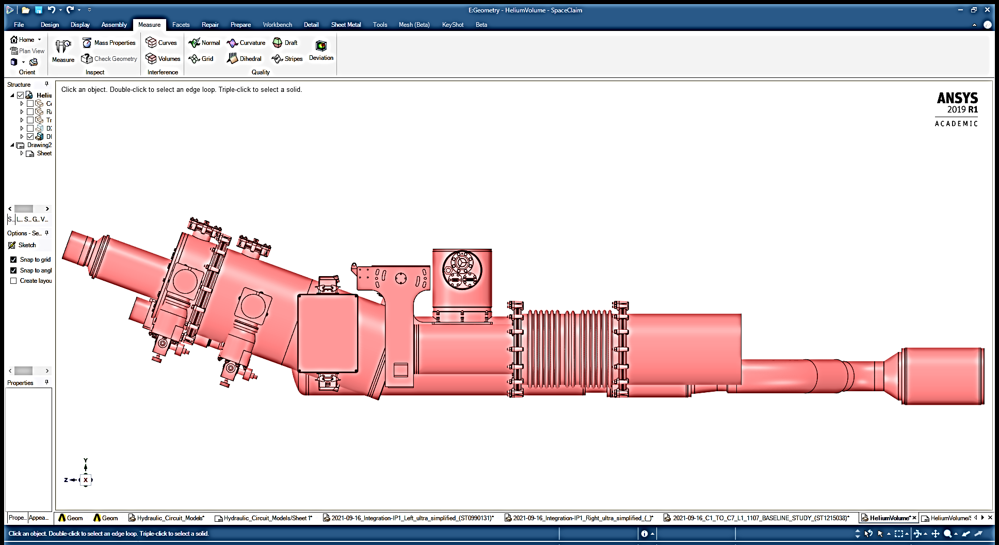 E:Geometry - HeliumVolume - SpaceClaim
File Design Display Assembly Measure Facets Repair Prepare Workbench Detail Sheet Metal Tools Mesh (Beta) KeyShot Beta
Home
Plan View
Orient
Measure
Mass Properties
Check Geometry
Inspect
Curves
Volumes
Interference
Normal
Grid
Curvature
Dihedral
Draft
Stripes
Quality
Deviation
Structure
Heliu
Ce
Ra
Tr
D2
DI
Drawing2
Sheet
S... L... S... G... V...
Options - Se...
Sketch
Snap to grid
Snap to angl
Create layou
Properties
Prope... Appea...
Click an object. Double-click to select an edge loop. Triple-click to select a solid.
ANSYS
2019 R1
ACADEMIC
Y
Z X
Geom Geom Hydraulic_Circuit_Models* Hydraulic_Circuit_Models/Sheet 1* 2021-09-16_Integration-IP1_Left_ultra_simplified_(ST0990131)* 2021-09-16_Integration-IP1_Right_ultra_simplified_(_)* 2021-09-16_C1_TO_C7_L1_1107_BASELINE_STUDY_(ST1215038)* HeliumVolume* HeliumVolume/S
Click an object. Double-click to select an edge loop. Triple-click to select a solid.